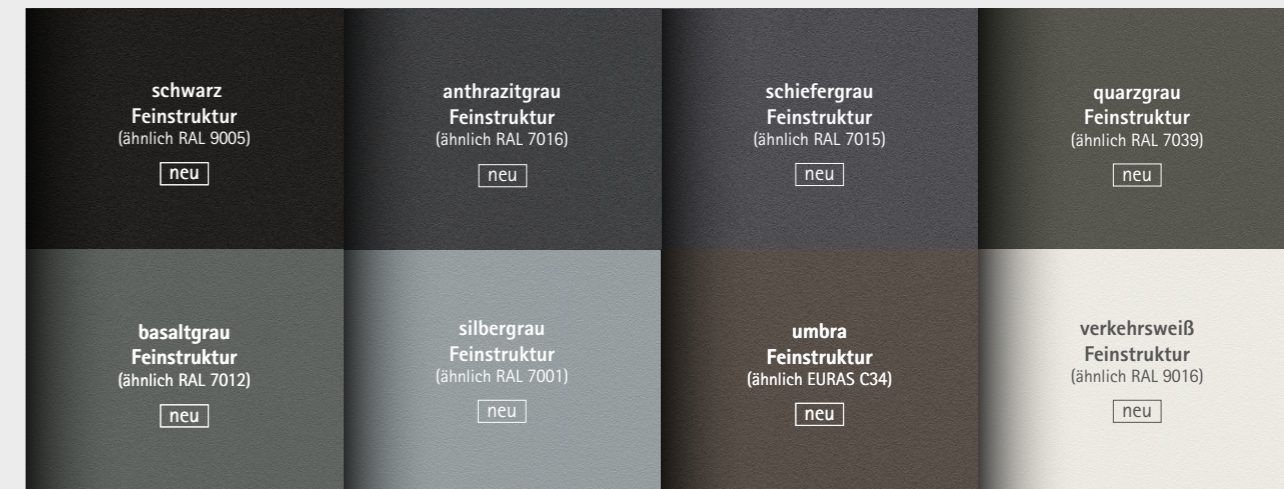 schwarz
Feinstruktur
(ähnlich RAL 9005)
neu
anthrazitgrau
Feinstruktur
(ähnlich RAL 7016)
neu
schiefergrau
Feinstruktur
(ähnlich RAL 7015)
neu
quarzgrau
Feinstruktur
(ähnlich RAL 7039)
neu
basaltgrau
Feinstruktur
(ähnlich RAL 7012)
neu
silbergrau
Feinstruktur
(ähnlich RAL 7001)
neu
umbra
Feinstruktur
(ähnlich EURAS C34)
neu
verkehrsweiß
Feinstruktur
(ähnlich RAL 9016)
neu